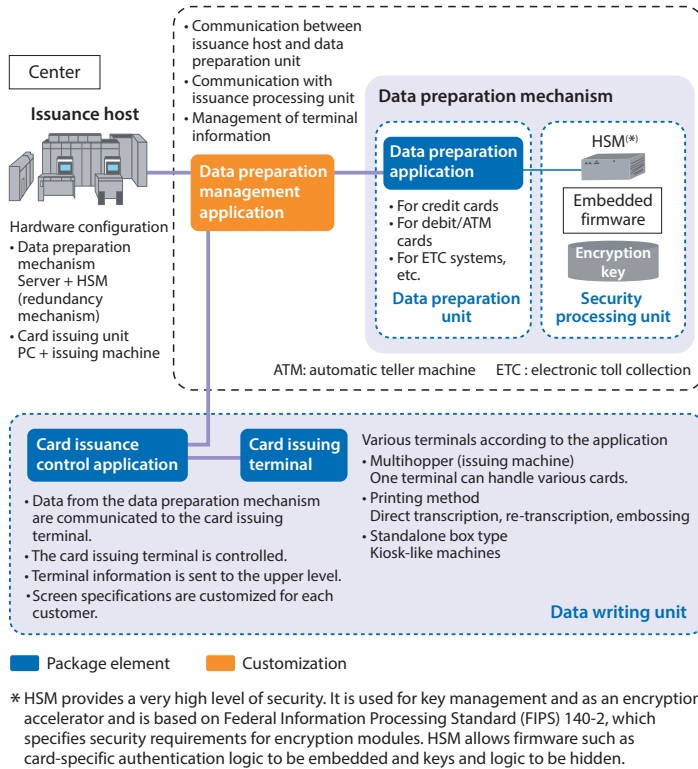 • Communication between
issuance host and data
preparation unit
• Communication with
issuance processing unit
• Management of terminal
information
Center
Issuance host
Data preparation
management
application
Hardware configuration
• Data preparation
mechanism
Server + HSM
(redundancy
mechanism)
• Card issuing unit
PC + issuing machine
Data preparation mechanism
Data preparation
application
• For credit cards
• For debit/ATM
cards
• For ETC systems,
etc.
Data preparation
unit
HSM(*)
Embedded
firmware
Encryption
key
Security
processing unit
ATM: automatic teller machine ETC : electronic toll collection
Card issuance
control application
Card issuing
terminal
• Data from the data preparation mechanism
are communicated to the card issuing
terminal.
• The card issuing terminal is controlled.
• Terminal information is sent to the upper level.
• Screen specifications are customized for each
customer.
Various terminals according to the application
• Multihopper (issuing machine)
One terminal can handle various cards.
• Printing method
Direct transcription, re-transcription, embossing
• Standalone box type
Kiosk-like machines
Data writing unit
Package element
Customization
* HSM provides a very high level of security. It is used for key management and as an encryption
accelerator and is based on Federal Information Processing Standard (FIPS) 140-2, which
specifies security requirements for encryption modules. HSM allows firmware such as
card-specific authentication logic to be embedded and keys and logic to be hidden.